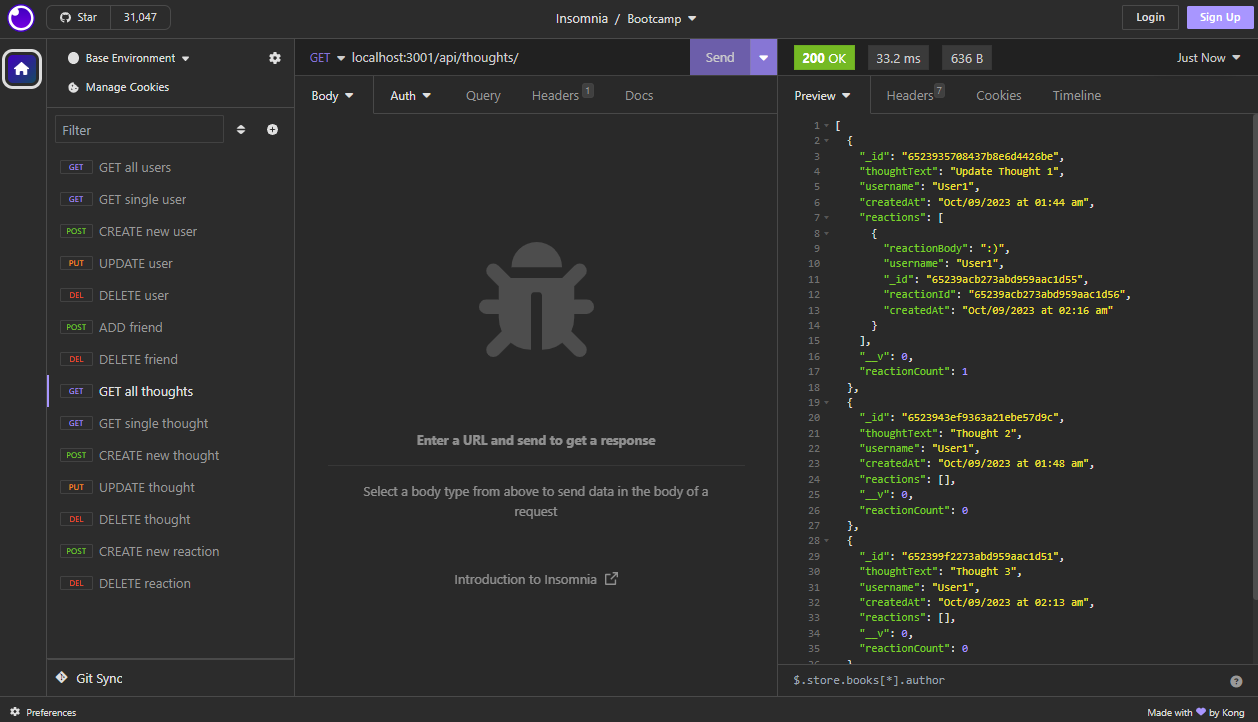 Star 31,047 Insomnia / Bootcamp Login Sign Up
Base Environment
Manage Cookies
Filter
GET GET all users
GET GET single user
POST CREATE new user
PUT UPDATE user
DEL DELETE user
POST ADD friend
DEL DELETE friend
GET GET all thoughts
GET GET single thought
POST CREATE new thought
PUT UPDATE thought
DEL DELETE thought
POST CREATE new reaction
DEL DELETE reaction
Git Sync
GET localhost:3001/api/thoughts/ Send
Body Auth Query Headers 1 Docs
Enter a URL and send to get a response
Select a body type from above to send data in the body of a
request
Introduction to Insomnia
200 OK 33.2 ms 636 B Just Now
Preview Headers 7 Cookies Timeline
1 [
2 {
3 "_id": "6523935708437b8e6d4426be",
4 "thoughtText": "Update Thought 1",
5 "username": "User1",
6 "createdAt": "Oct/09/2023 at 01:44 am",
7 "reactions": [
8 {
9 "reactionBody": ":)",
10 "username": "User1",
11 "_id": "65239acb273abd959aac1d55",
12 "reactionId": "65239acb273abd959aac1d56",
13 "createdAt": "Oct/09/2023 at 02:16 am"
14 }
15 ],
16 "__v": 0,
17 "reactionCount": 1
18 },
19 {
20 "_id": "6523943ef9363a21ebe57d9c",
21 "thoughtText": "Thought 2",
22 "username": "User1",
23 "createdAt": "Oct/09/2023 at 01:48 am",
24 "reactions": [],
25 "__v": 0,
26 "reactionCount": 0
27 },
28 {
29 "_id": "652399f2273abd959aac1d51",
30 "thoughtText": "Thought 3",
31 "username": "User1",
32 "createdAt": "Oct/09/2023 at 02:13 am",
33 "reactions": [],
34 "__v": 0,
35 "reactionCount": 0
36 }
$.store.books[*].author
Preferences Made with by Kong